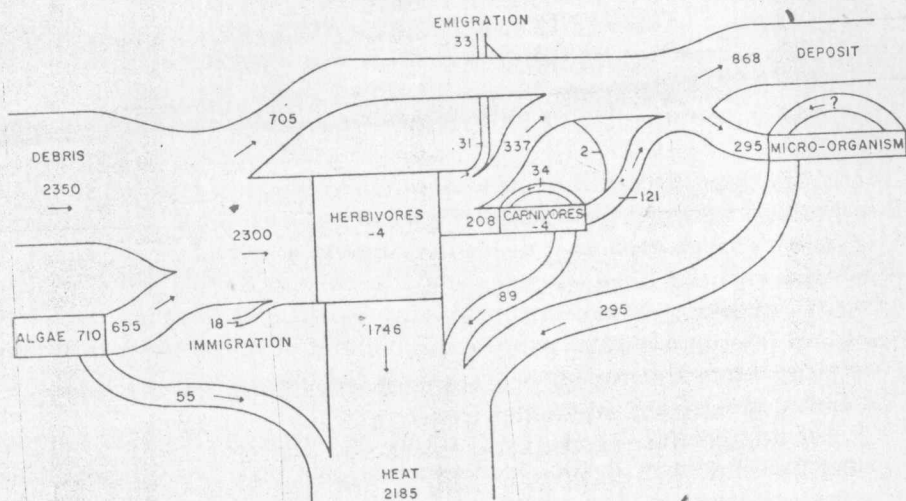 EMIGRATION
33
868
DEPOSIT
?
705
DEBRIS
2350
31
337
2
34
295
MICRO-ORGANISM
HERBIVORES
-4
208
CARNIVORES
-4
121
2300
89
295
18
ALGAE 710
655
IMMIGRATION
1746
55
HEAT
2185